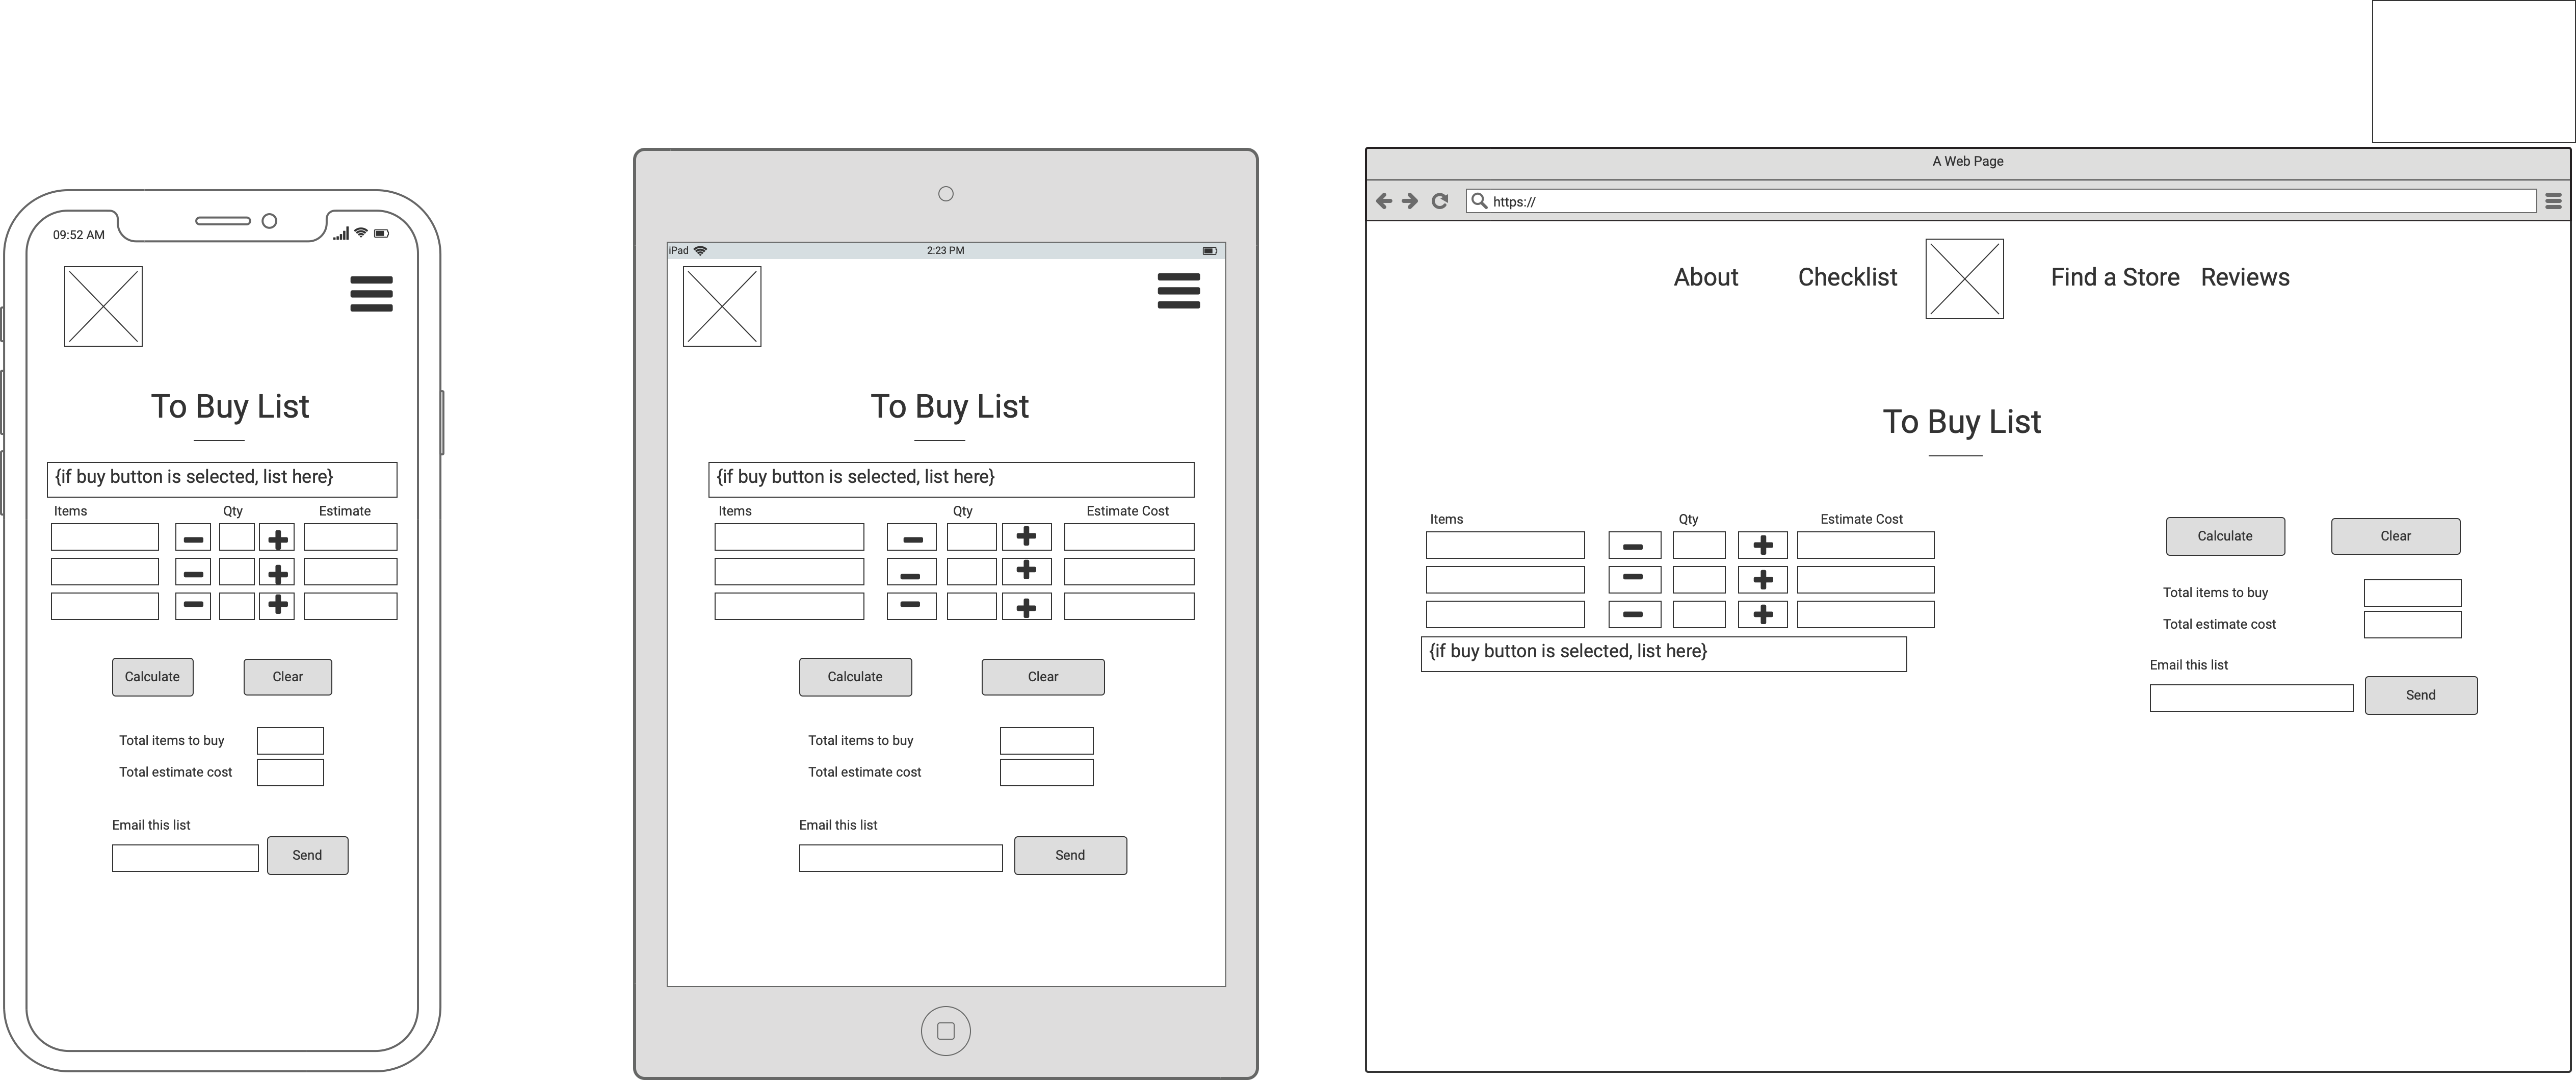 09:52 AM
To Buy List
{if buy button is selected, list here}
Items Qty Estimate
Calculate Clear
Total items to buy
Total estimate cost
Email this list
Send
iPad 2:23 PM
To Buy List
{if buy button is selected, list here}
Items Qty Estimate Cost
Calculate Clear
Total items to buy
Total estimate cost
Email this list
Send
A Web Page
https://
About Checklist Find a Store Reviews
To Buy List
Items Qty Estimate Cost
{if buy button is selected, list here}
Calculate Clear
Total items to buy
Total estimate cost
Email this list
Send